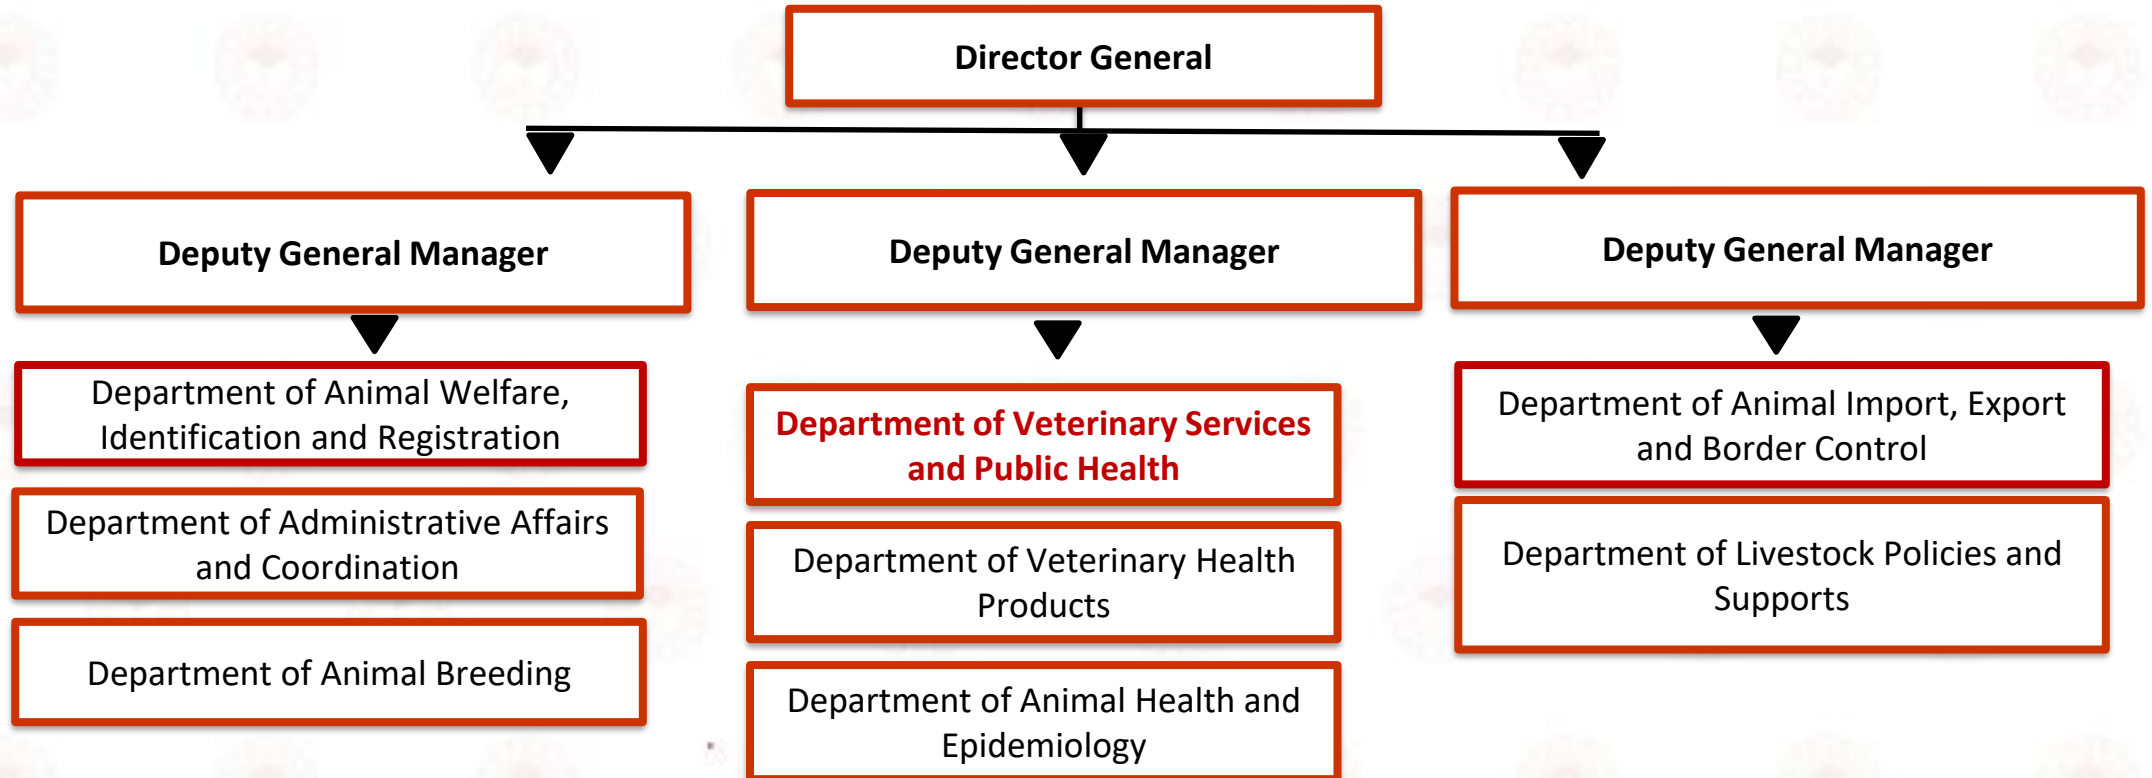 Director General
Deputy General Manager
Deputy General Manager
Deputy General Manager
Department of Animal Welfare,
Identification and Registration
Department of Administrative Affairs
and Coordination
Department of Animal Breeding
Department of Veterinary Services
and Public Health
Department of Veterinary Health
Products
Department of Animal Health and
Epidemiology
Department of Animal Import, Export
and Border Control
Department of Livestock Policies and
Supports